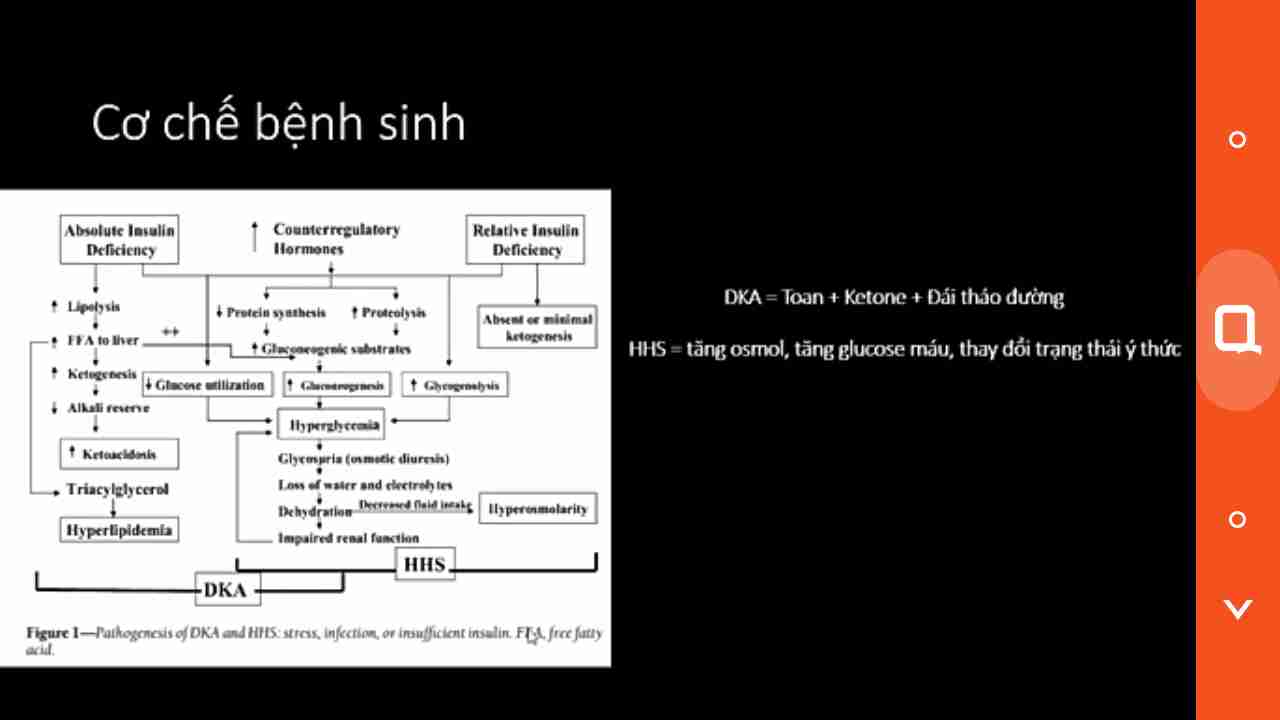 Cơ chế bệnh sinh
Absolute Insulin
Deficiency
↑ Counterregulatory
Hormones
Relative Insulin
Deficiency
↑ Lipolysis
↓ Protein synthesis
↑ Proteolysis
Absent or minimal
ketogenesis
++
↑ FFA to liver
↑ Gluconeogenic substrates
↑ Ketogenesis
↓ Glucose utilization
↑ Gluconeogenesis
↑ Glycogenolysis
↓ Alkali reserve
Hyperglycemia
↑ Ketoacidosis
Glycosuria (osmotic diuresis)
Triacylglycerol
Loss of water and electrolytes
Decreased fluid intake
Dehydration
Hyperosmolarity
Hyperlipidemia
Impaired renal function
HHS
DKA
Figure 1—Pathogenesis of DKA and HHS: stress, infection, or insufficient insulin. FFA, free fatty
acid.
DKA = Toan + Ketone + Đái tháo đường
HHS = tăng osmol, tăng glucose máu, thay đổi trạng thái ý thức